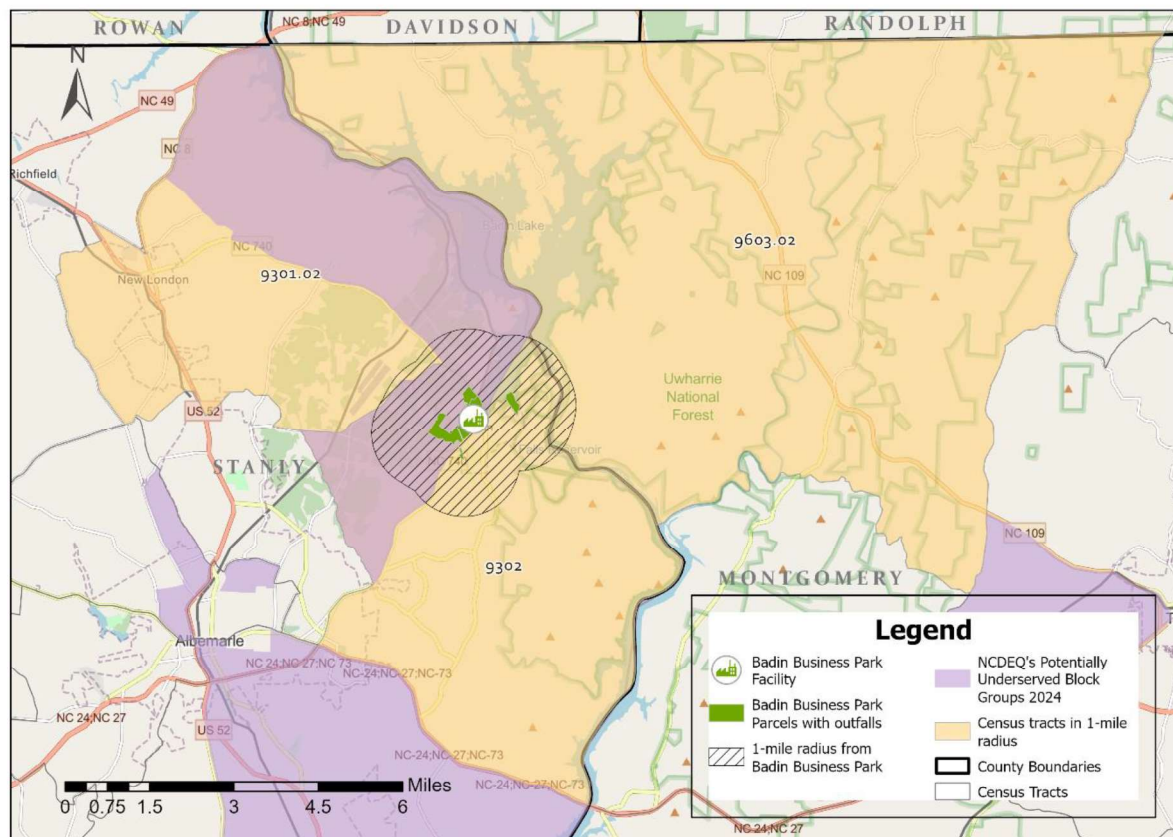 ROWAN
NC 8;NC 49
DAVIDSON
RANDOLPH
N
NC 49
NC 8
Richfield
Badin Lake
NC 740
9301.02
9603.02
New London
NC 109
US 52
Uwharrie
National
Forest
STANLY
Falls Reservoir
740
9302
NC 109
MONTGOMERY
Albemarle
NC 24;NC 27;NC 73
NC-24;NC-27;NC-73
NC 24;NC 27
US 52
NC-24;NC-27;NC-73
NC-24;NC-27;NC-73
NC 24;NC 27
Miles
0 0.75 1.5 3 4.5 6
Legend
Badin Business Park
Facility
Badin Business Park
Parcels with outfalls
1-mile radius from
Badin Business Park
NCDEQ's Potentially
Underserved Block
Groups 2024
Census tracts in 1-mile
radius
County Boundaries
Census Tracts